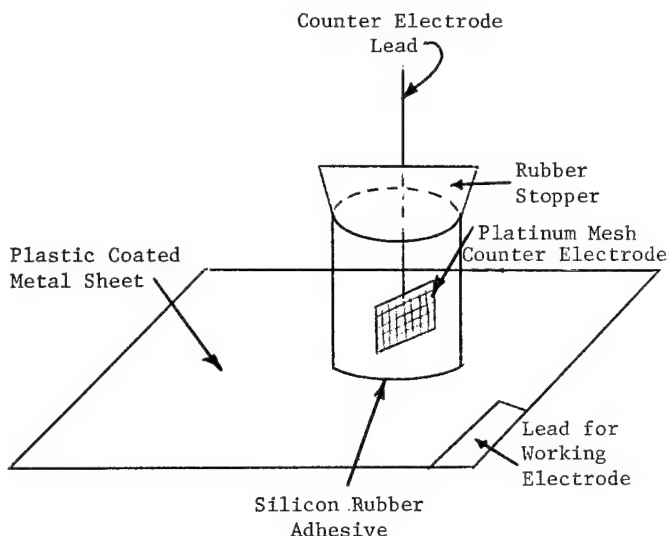 Counter Electrode
Lead
Rubber
Stopper
Platinum Mesh
Counter Electrode
Plastic Coated
Metal Sheet
Lead for
Working
Electrode
Silicon Rubber
Adhesive